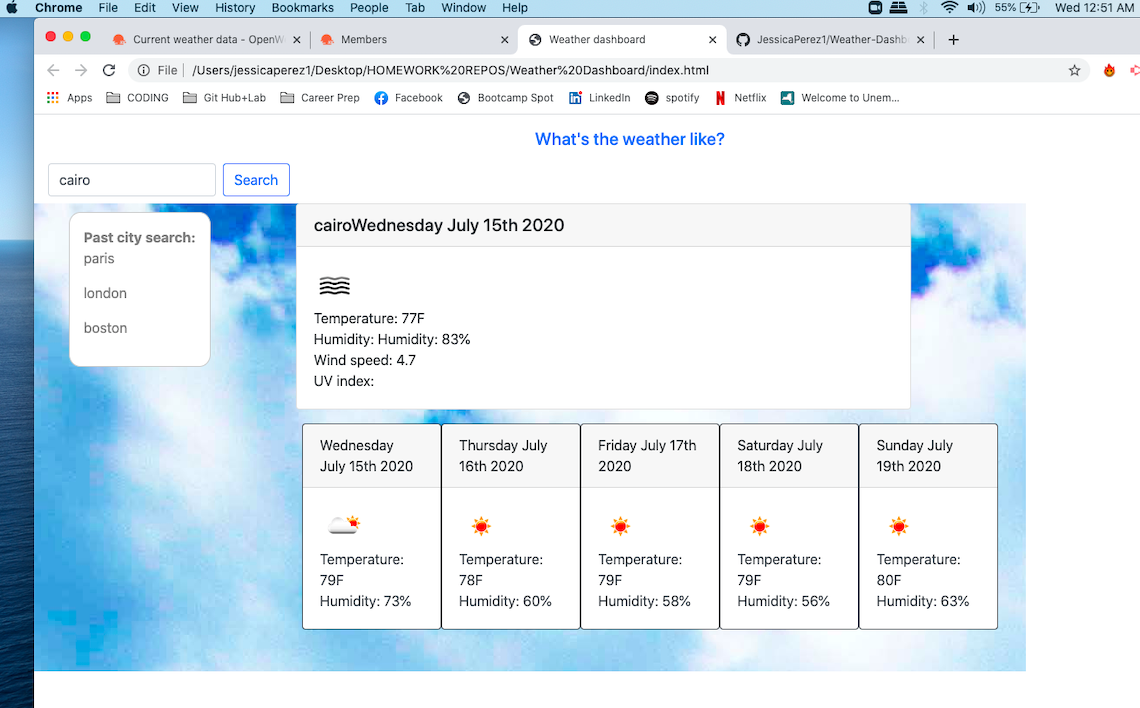 Chrome File Edit View History Bookmarks People Tab Window Help 55% Wed 12:51 AM
Current weather data - OpenW Members Weather dashboard JessicaPerez1/Weather-Dashb
File /Users/jessicaperez1/Desktop/HOMEWORK%20REPOS/Weather%20Dashboard/index.html
Apps CODING Git Hub+Lab Career Prep Facebook Bootcamp Spot LinkedIn spotify Netflix Welcome to Unem...
What's the weather like?
cairo Search
cairoWednesday July 15th 2020
Past city search:
paris
london
boston
Temperature: 77F
Humidity: Humidity: 83%
Wind speed: 4.7
UV index:
Wednesday
July 15th 2020
Temperature:
79F
Humidity: 73%
Thursday July
16th 2020
Temperature:
78F
Humidity: 60%
Friday July 17th
2020
Temperature:
79F
Humidity: 58%
Saturday July
18th 2020
Temperature:
79F
Humidity: 56%
Sunday July
19th 2020
Temperature:
80F
Humidity: 63%